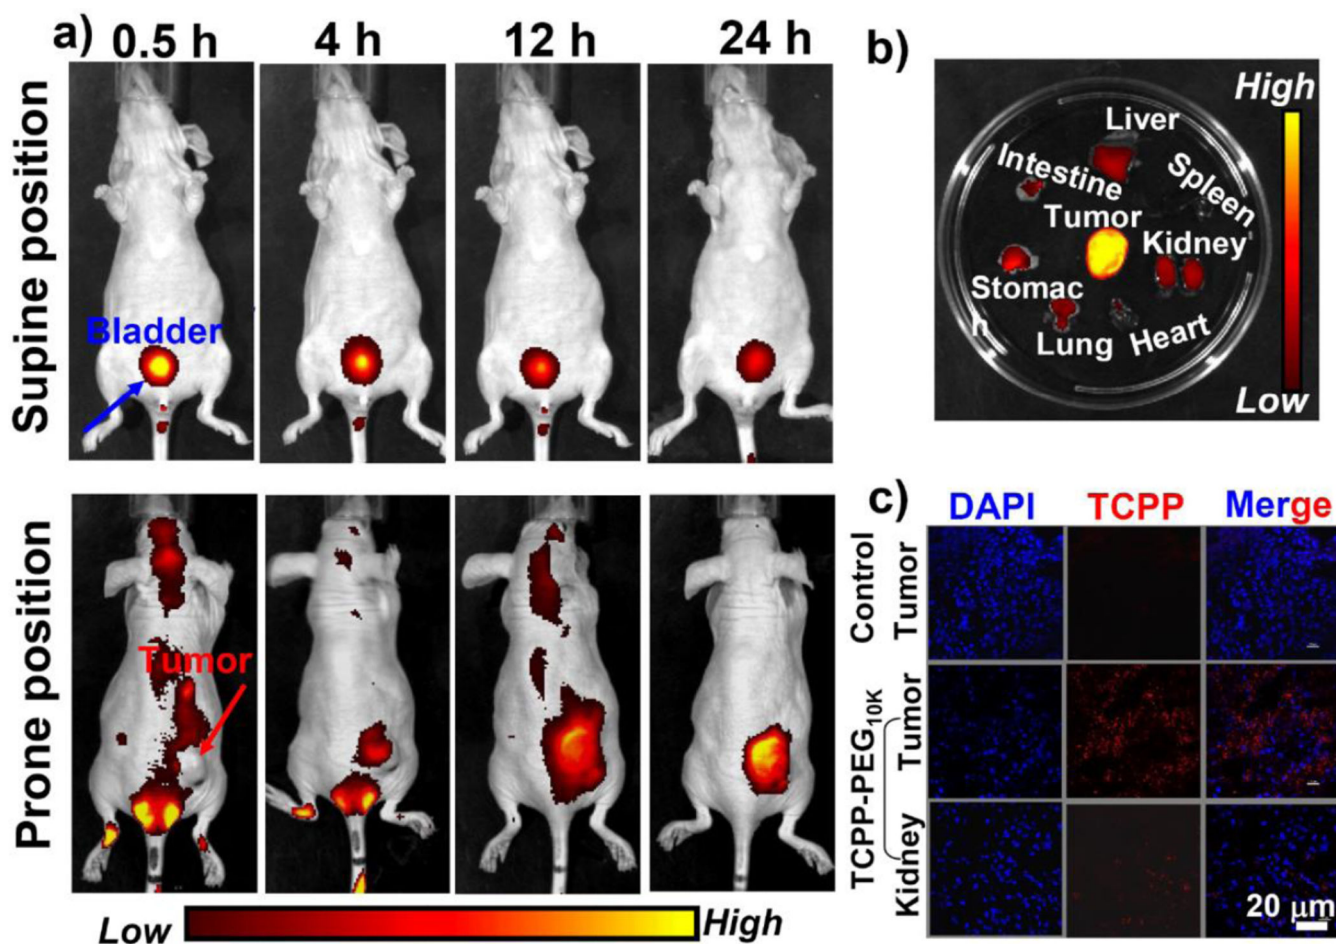 a) 0.5 h 4 h 12 h 24 h
Supine position
Bladder
Prone position
Tumor
Low High
b)
High
Liver
Intestine
Spleen
Tumor
Kidney
Stomac
h
Lung
Heart
Low
c)
DAPI TCPP Merge
Control
Tumor
TCPP-PEG10K
Tumor
Kidney
20 μm